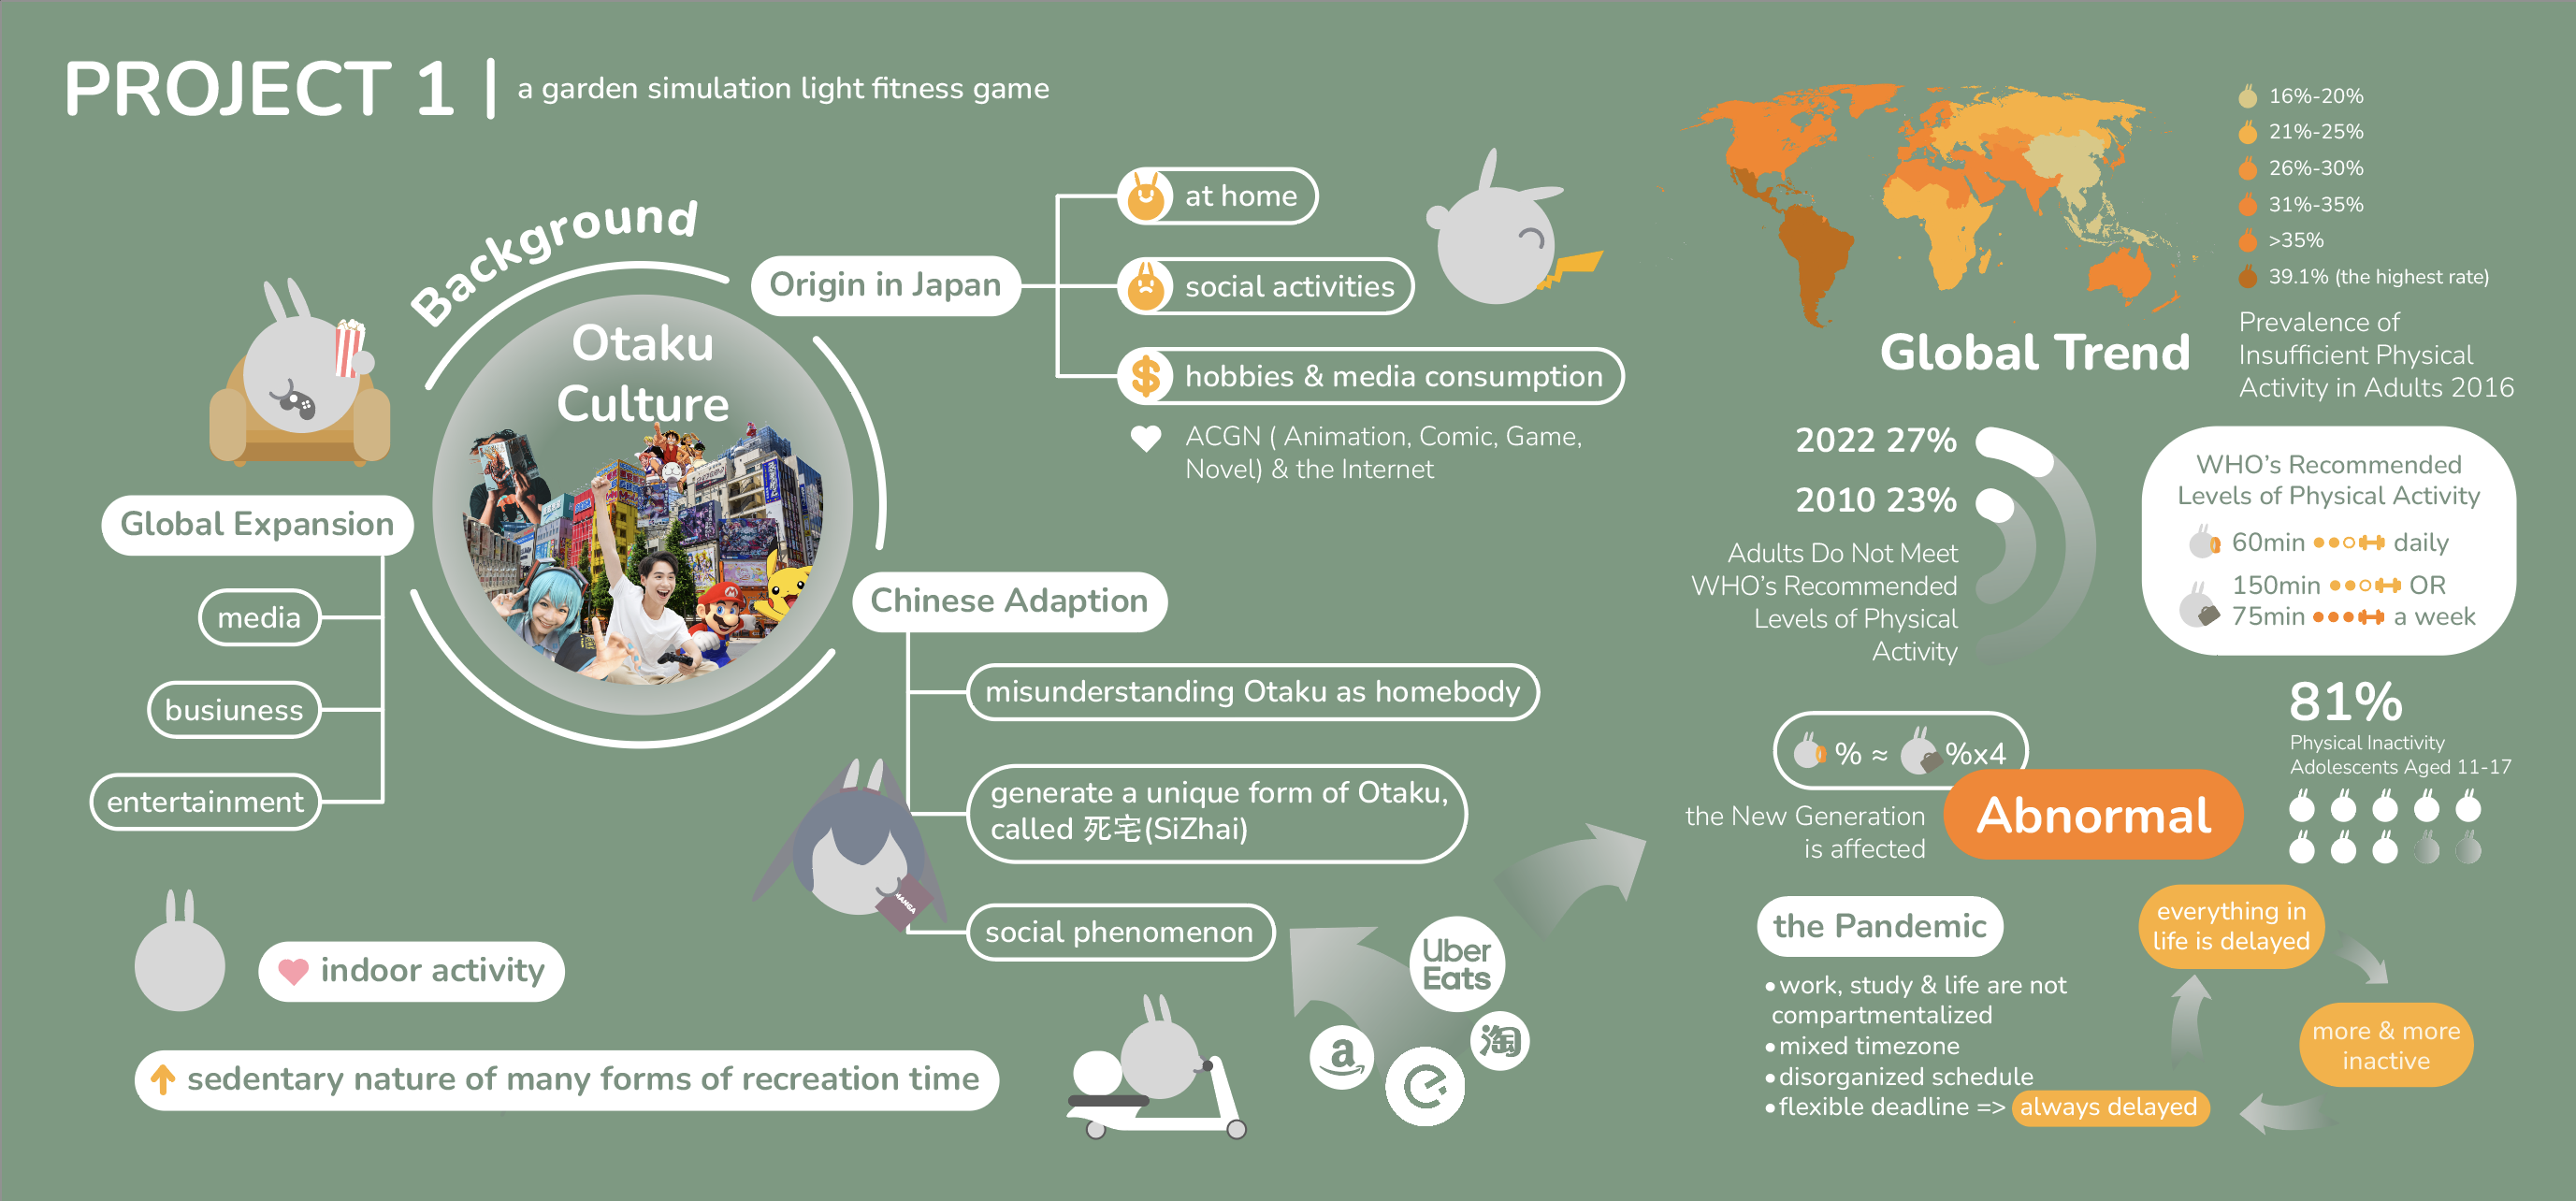 PROJECT 1
a garden simulation light fitness game
Background
Otaku
Culture
Origin in Japan
at home
social activities
$ hobbies & media consumption
ACGN ( Animation, Comic, Game,
Novel) & the Internet
Global Expansion
media
busiuness
entertainment
Chinese Adaption
misunderstanding Otaku as homebody
generate a unique form of Otaku,
called 死宅(SiZhai)
social phenomenon
MANGA
Uber
Eats
a
淘
indoor activity
sedentary nature of many forms of recreation time
16%-20%
21%-25%
26%-30%
31%-35%
>35%
39.1% (the highest rate)
Prevalence of
Insufficient Physical
Activity in Adults 2016
Global Trend
2022 27%
2010 23%
Adults Do Not Meet
WHO's Recommended
Levels of Physical
Activity
WHO's Recommended
Levels of Physical Activity
60min daily
150min OR
75min a week
81%
Physical Inactivity
Adolescents Aged 11-17
% ≈ %x4
the New Generation
is affected
Abnormal
the Pandemic
•work, study & life are not
compartmentalized
•mixed timezone
•disorganized schedule
•flexible deadline => always delayed
everything in
life is delayed
more & more
inactive